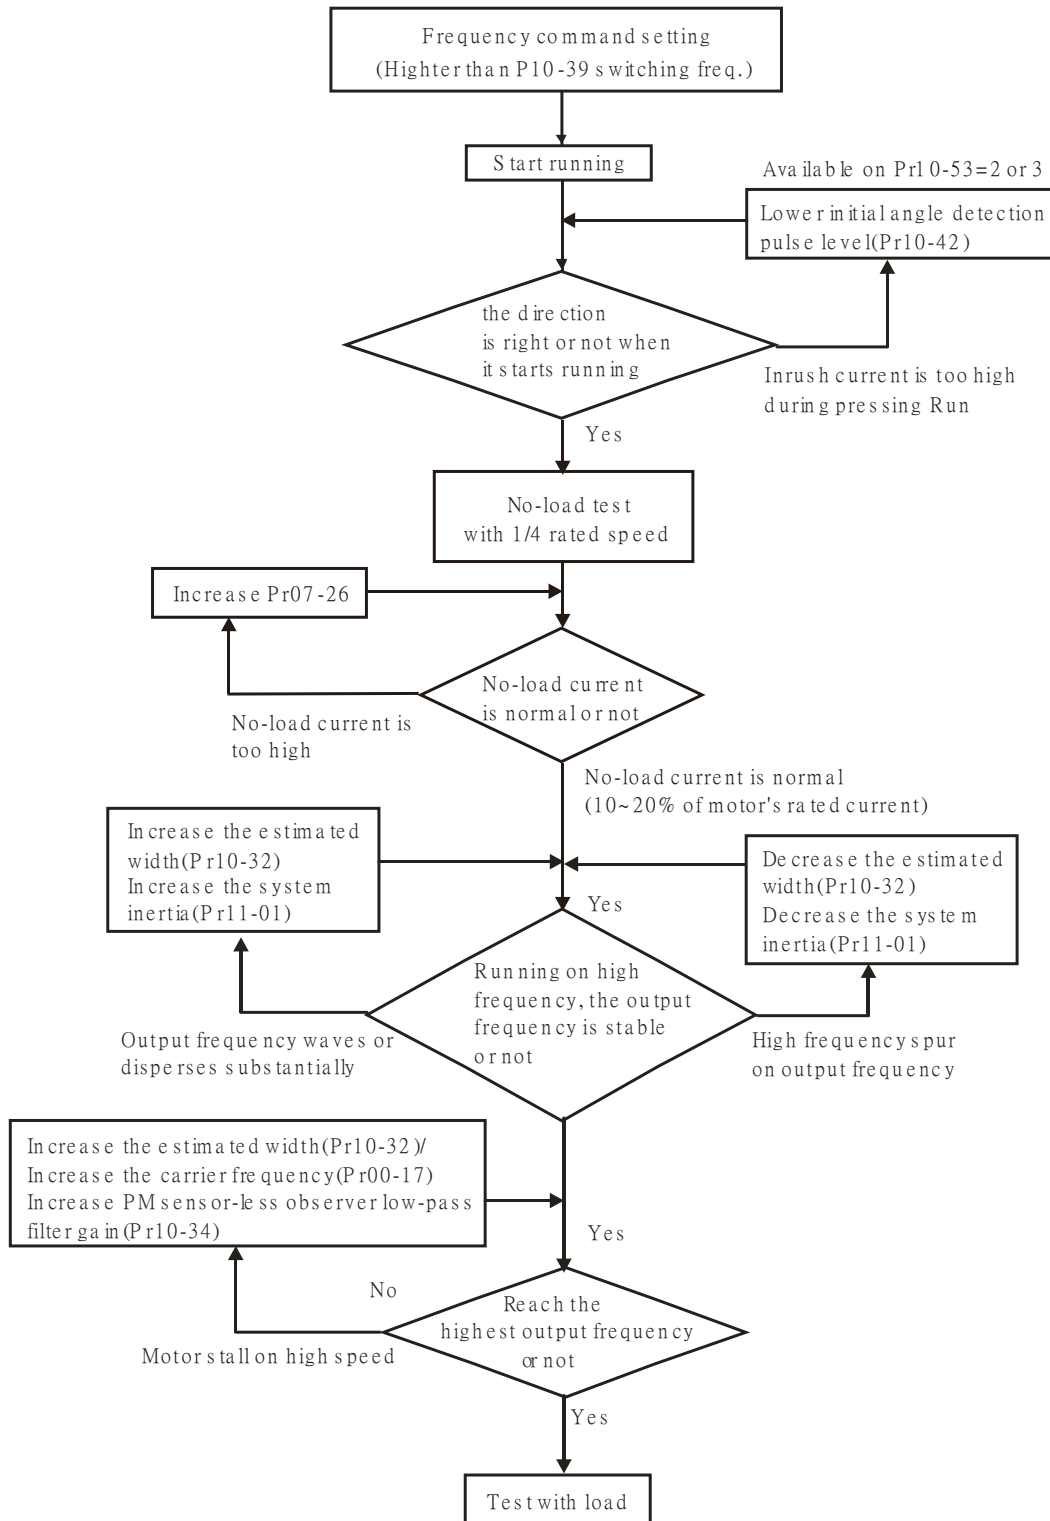 Frequency command setting
(Highter than P10-39 switching freq.)
Start running
Available on Pr10-53=2 or 3
Lower initial angle detection
pulse level(Pr10-42)
the direction
is right or not when
it starts running
Inrush current is too high
during pressing Run
Yes
No-load test
with 1/4 rated speed
Increase Pr07-26
No-load current
is normal or not
No-load current is
too high
No-load current is normal
(10~20% of motor's rated current)
Increase the estimated
width(Pr10-32)
Increase the system
inertia(Pr11-01)
Decrease the estimated
width(Pr10-32)
Decrease the system
inertia(Pr11-01)
Yes
Running on high
frequency, the output
frequency is stable
or not
Output frequency waves or
disperses substantially
High frequency spur
on output frequency
Increase the estimated width(Pr10-32)/
Increase the carrier frequency(Pr00-17)
Increase PM sensor-less observer low-pass
filter gain(Pr10-34)
Yes
No
Reach the
highest output frequency
or not
Motor stall on high speed
Yes
Test with load